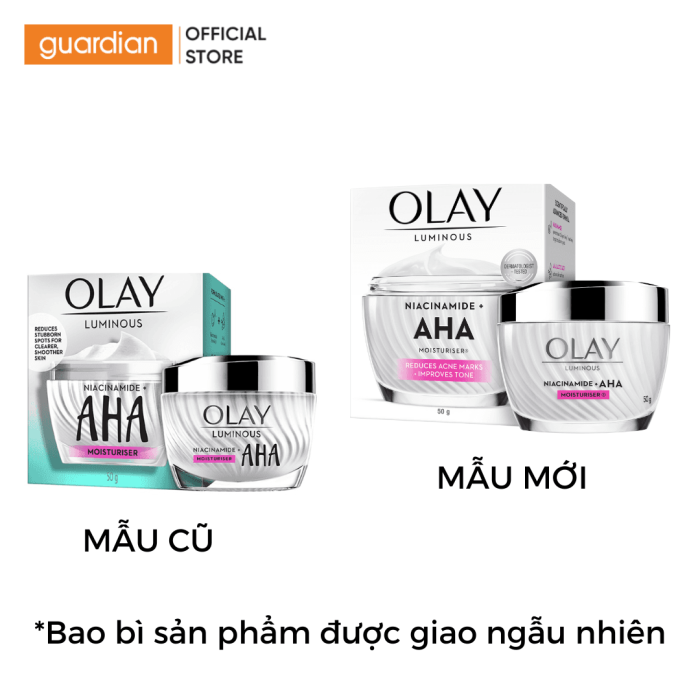 guardian
OFFICIAL
STORE
OLAY
LUMINOUS
REDUCES
STUBBORN
SPOTS FOR
CLEARER,
SMOOTHER
SKIN
NIACINAMIDE +
AHA
MOISTURISER
50 g
OLAY
LUMINOUS
NIACINAMIDE +
MOISTURISER
AHA
MẪU CŨ
OLAY
LUMINOUS
NIACINAMIDE +
AHA
MOISTURISER
REDUCES ACNE MARKS
+ IMPROVES TONE
50 g
OLAY
LUMINOUS
NIACINAMIDE + AHA
MOISTURISER
50 g
MẪU MỚI
*Bao bì sản phẩm được giao ngẫu nhiên